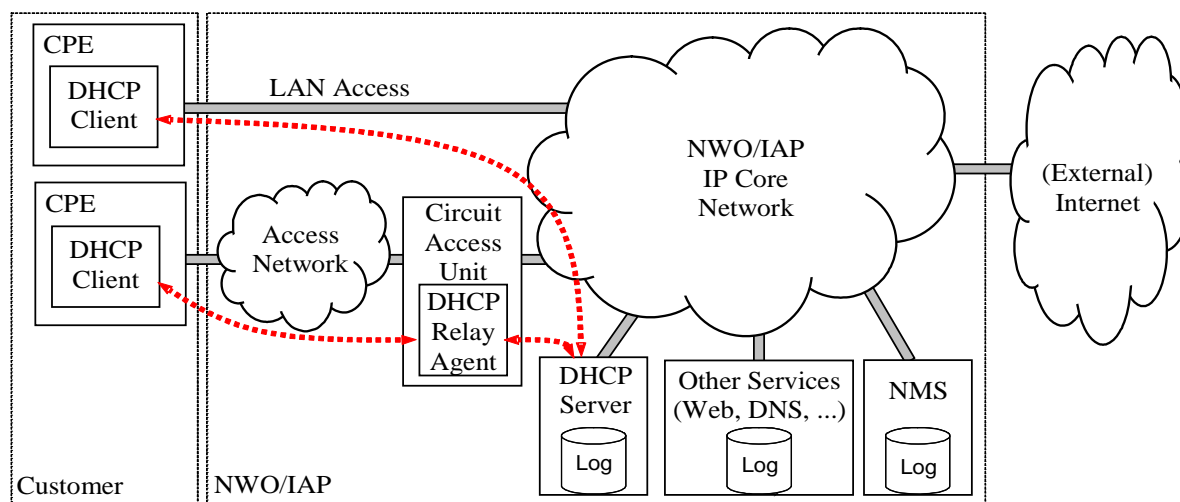 CPE
DHCP
Client
LAN Access
CPE
DHCP
Client
Access
Network
Circuit
Access
Unit
DHCP
Relay
Agent
NWO/IAP
IP Core
Network
(External)
Internet
DHCP
Server
Log
Other Services
(Web, DNS, ...)
Log
NMS
Log
Customer
NWO/IAP